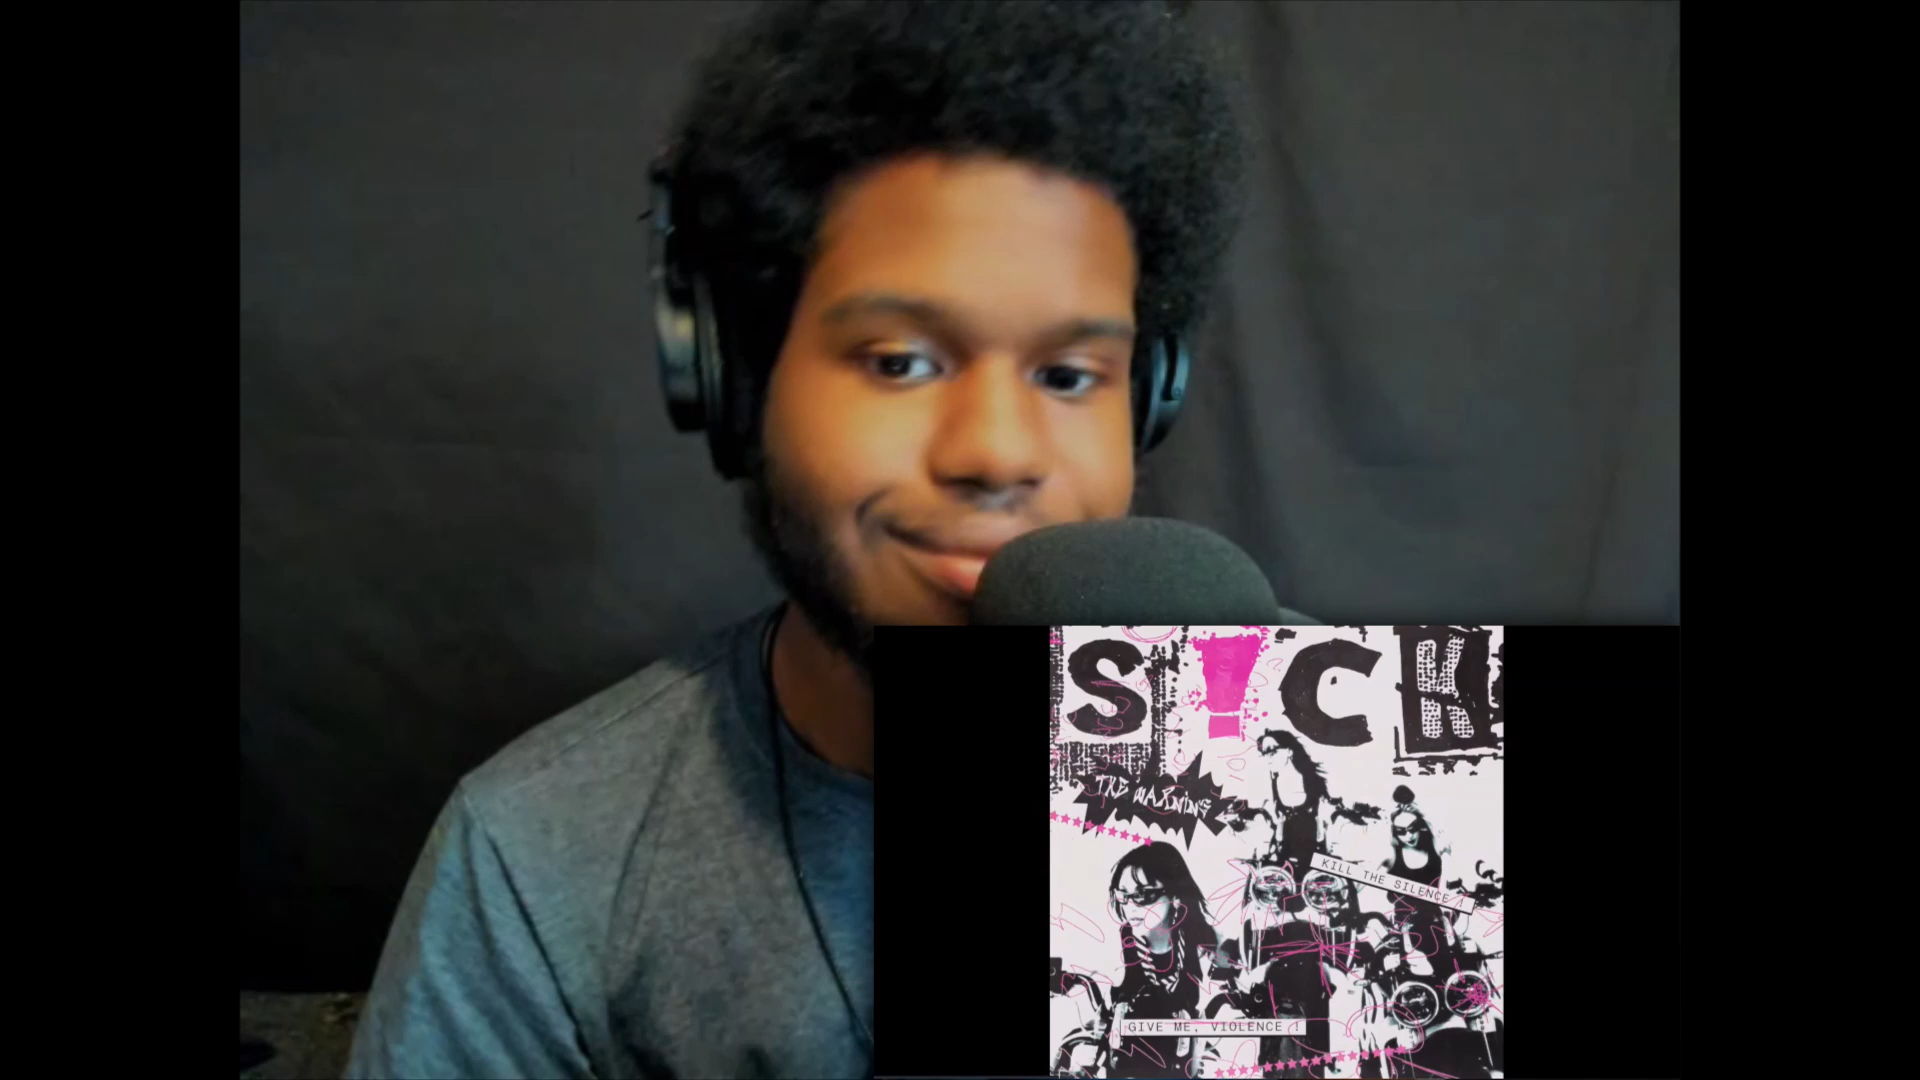 S!CK
THE WARNING
KILL THE SILENCE !
GIVE ME, VIOLENCE !